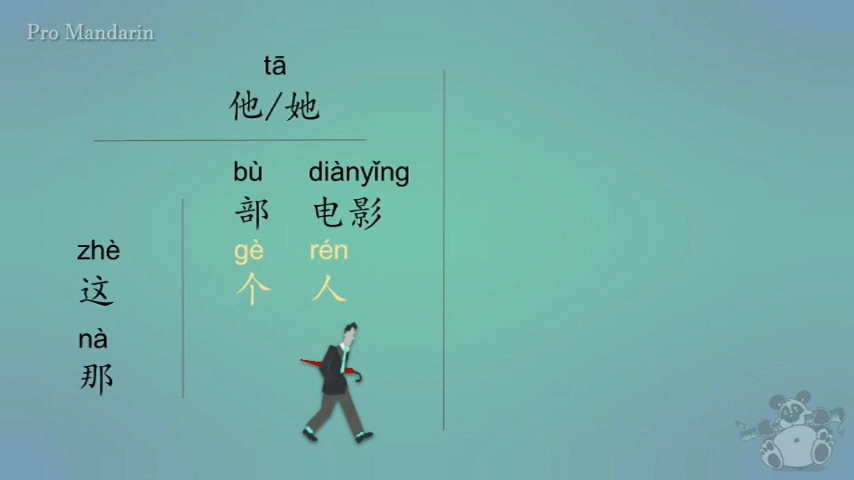 Pro Mandarin
tā
他/她
bù diànyǐng
部 电影
zhè gè rén
这 个 人
nà
那